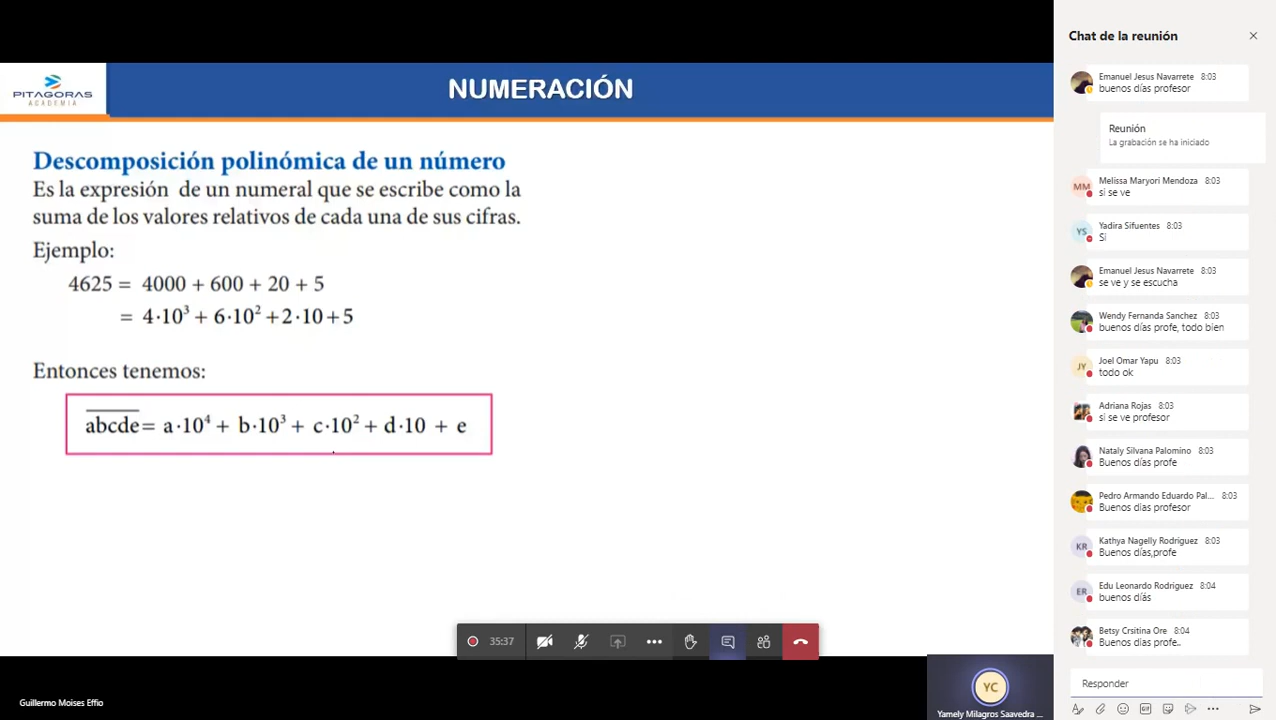 PITAGORAS
ACADEMIA
NUMERACIÓN
Descomposición polinómica de un número
Es la expresión de un numeral que se escribe como la
suma de los valores relativos de cada una de sus cifras.
Ejemplo:
4625 = 4000 + 600 + 20 + 5
= 4·10³ + 6·10² + 2·10 + 5
Entonces tenemos:
a̅b̅c̅d̅e̅ = a·10⁴ + b·10³ + c·10² + d·10 + e
35:37
Guillermo Moises Effio
YC
Yamely Milagros Saavedra ...
Chat de la reunión
Emanuel Jesus Navarrete 8:03
buenos días profesor
Reunión
La grabación se ha iniciado
MM
Melissa Maryori Mendoza 8:03
si se ve
YS
Yadira Sifuentes 8:03
Sí
Emanuel Jesus Navarrete 8:03
se ve y se escucha
Wendy Fernanda Sanchez 8:03
buenos días profe, todo bien
JY
Joel Omar Yapu 8:03
todo ok
Adriana Rojas 8:03
si se ve profesor
Nataly Silvana Palomino 8:03
Buenos días profe
Pedro Armando Eduardo Pal... 8:03
Buenos dias profesor
KR
Kathya Nagelly Rodriguez 8:03
Buenos días,profe
ER
Edu Leonardo Rodriguez 8:04
buenos díás
Betsy Crsitina Ore 8:04
Buenos días profe..
Responder
GIF